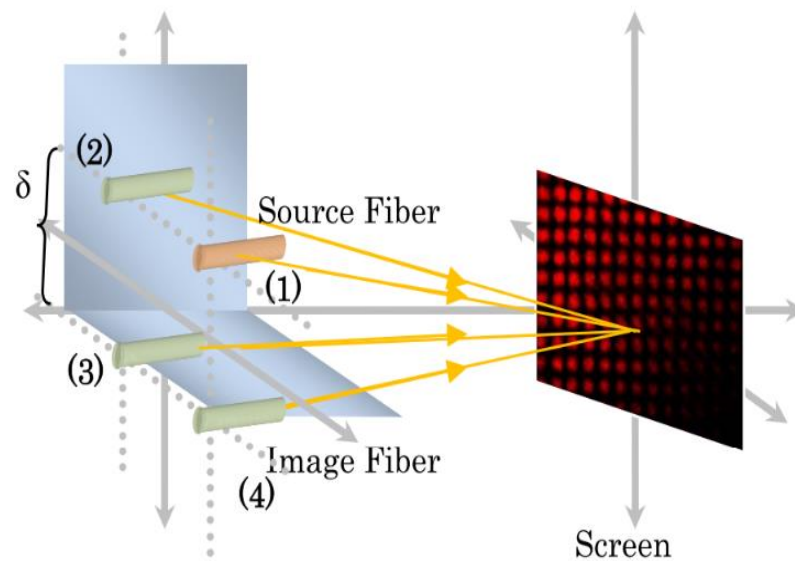 (2)
δ
Source Fiber
(1)
(3)
Image Fiber
(4)
Screen